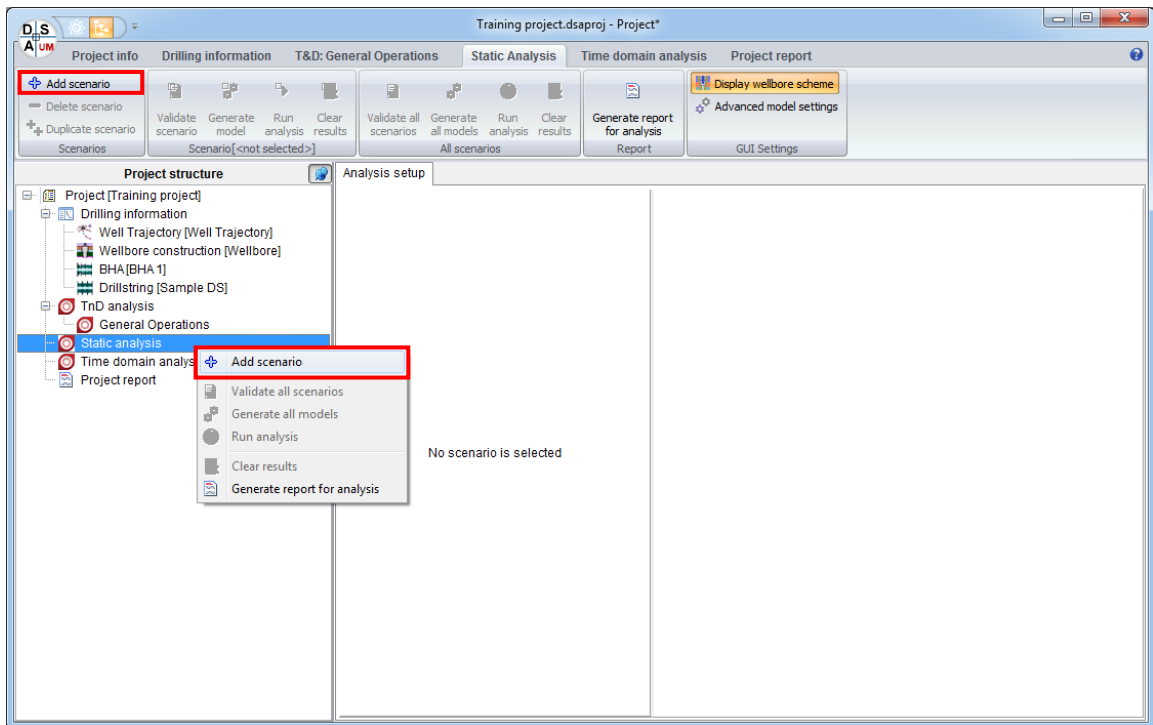 Training project.dsaproj - Project*
D S
A UM
Project info Drilling information T&D: General Operations Static Analysis Time domain analysis Project report
Add scenario
Delete scenario
Duplicate scenario
Scenarios
Validate scenario
Generate model
Run analysis
Clear results
Scenario[<not selected>]
Validate all scenarios
Generate all models
Run analysis
Clear results
All scenarios
Generate report for analysis
Report
Display wellbore scheme
Advanced model settings
GUI Settings
Project structure
Project [Training project]
Drilling information
Well Trajectory [Well Trajectory]
Wellbore construction [Wellbore]
BHA [BHA 1]
Drillstring [Sample DS]
TnD analysis
General Operations
Static analysis
Time domain analys
Project report
Add scenario
Validate all scenarios
Generate all models
Run analysis
Clear results
Generate report for analysis
Analysis setup
No scenario is selected